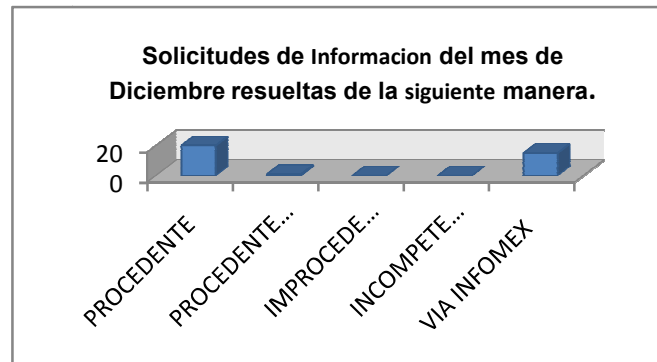 Solicitudes de Informacion del mes de
Diciembre resueltas de la siguiente manera.
20
0
PROCEDENTE
PROCEDENTE...
IMPROCEDE...
INCOMPETE...
VIA INFOMEX